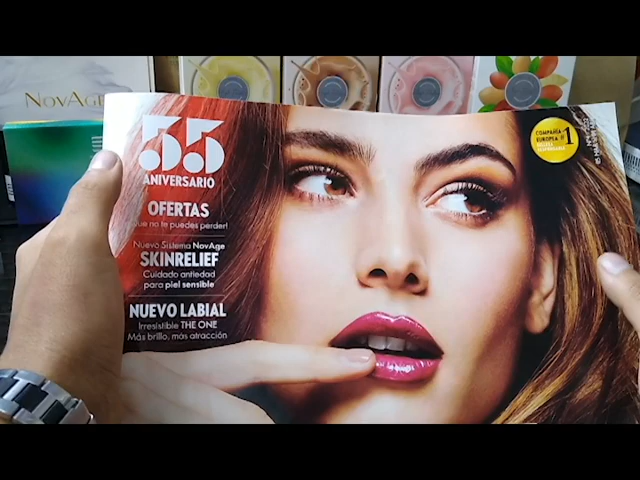 NOVAGE
55
ANIVERSARIO
OFERTAS
que no te puedes perder!
Nuevo Sistema NovAge
SKINRELIEF
Cuidado antiedad
para piel sensible
NUEVO LABIAL
Irresistible THE ONE
Más brillo, más atracción
COMPAÑÍA
EUROPEA #1